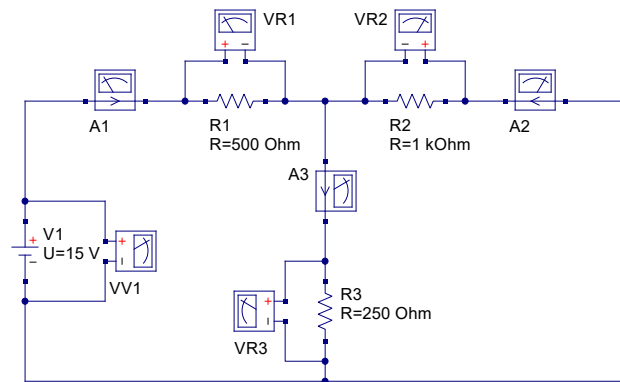 VR1
VR2
A1
R1
R=500 Ohm
R2
R=1 kOhm
A2
A3
V1
U=15 V
VV1
R3
R=250 Ohm
VR3